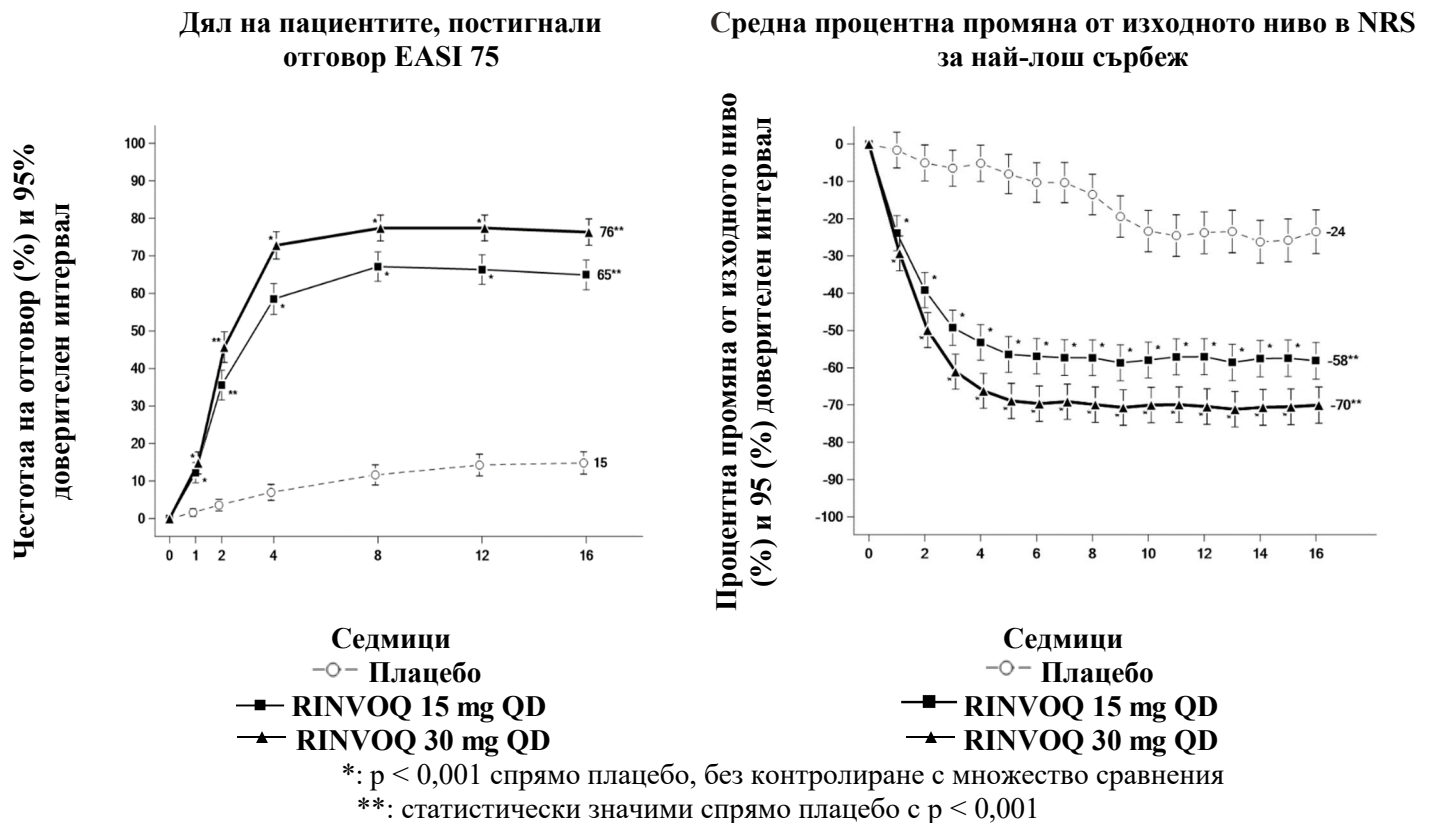 Дял на пациентите, постигнали
отговор EASI 75
Честотаа на отговор (%) и 95%
доверителен интервал
100
90
80
70
60
50
40
30
20
10
0
76**
65**
15
0 1 2 4 8 12 16
Седмици
Плацебо
RINVOQ 15 mg QD
RINVOQ 30 mg QD
Средна процентна промяна от изходното ниво в NRS
за най-лош сърбеж
Процентна промяна от изходното ниво
(%) и 95 (%) доверителен интервал
0
-10
-20
-30
-40
-50
-60
-70
-80
-90
-100
-24
-58**
-70**
0 2 4 6 8 10 12 14 16
Седмици
Плацебо
RINVOQ 15 mg QD
RINVOQ 30 mg QD
*: p < 0,001 спрямо плацебо, без контролиране с множество сравнения
**: статистически значими спрямо плацебо с p < 0,001